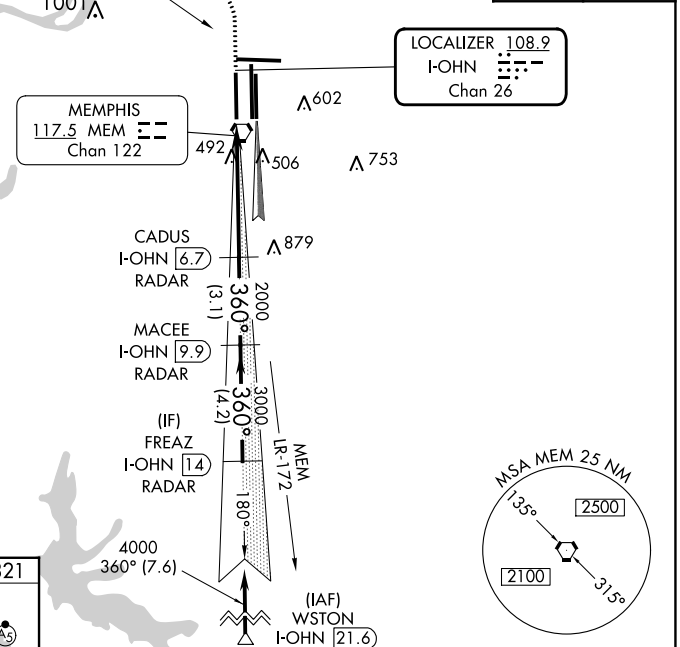 1001
LOCALIZER 108.9
I-OHN
Chan 26
602
MEMPHIS
117.5 MEM
Chan 122
492
506
753
CADUS
I-OHN 6.7
RADAR
879
360°
(3.1)
2000
MACEE
I-OHN 9.9
RADAR
360°
(4.2)
3000
(IF)
FREAZ
I-OHN 14
RADAR
MEM
LR-172
180°
MSA MEM 25 NM
135°
2500
2100
315°
4000
360° (7.6)
(IAF)
WSTON
I-OHN 21.6
321
A5